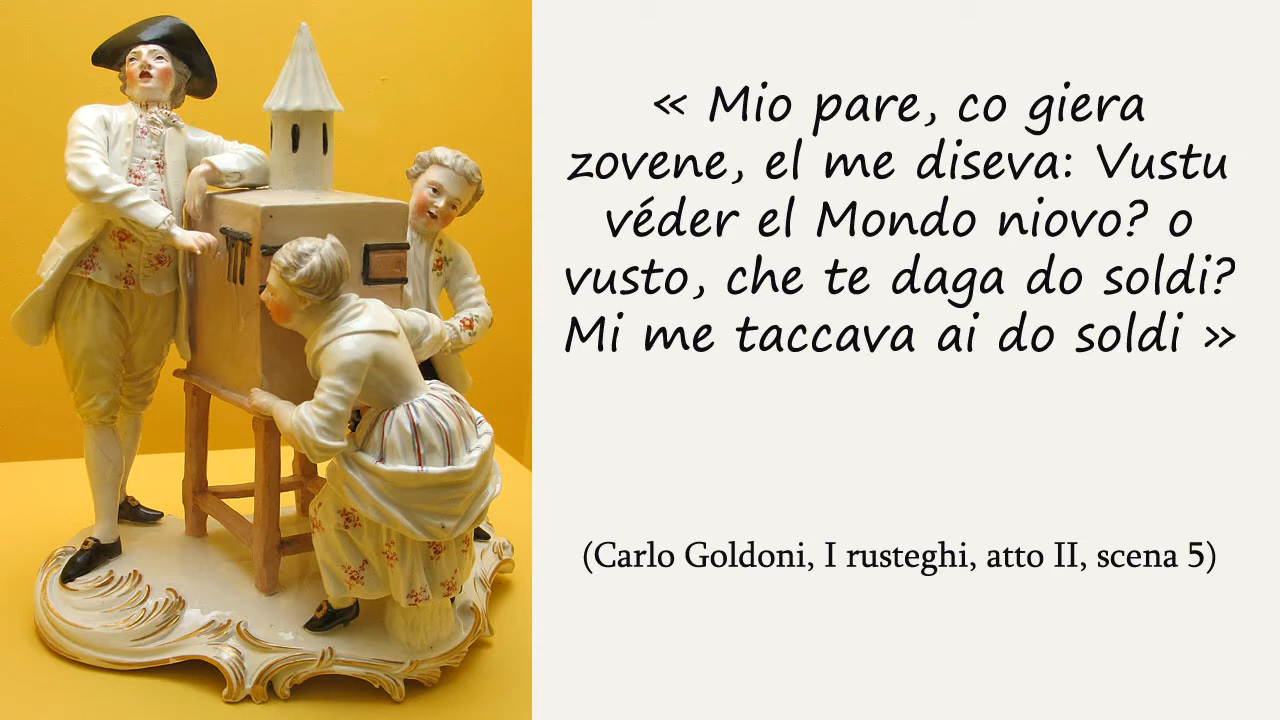 « Mio pare, co giera
zovene, el me diseva: Vustu
véder el Mondo niovo? o
vusto, che te daga do soldi?
Mi me taccava ai do soldi »
(Carlo Goldoni, I rusteghi, atto II, scena 5)